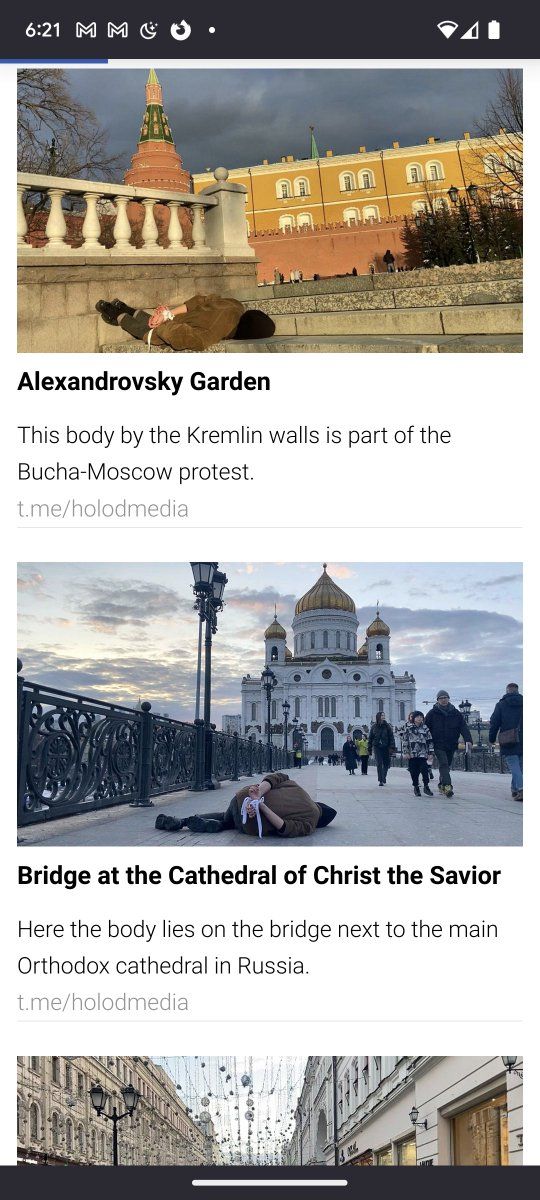 6:21
Alexandrovsky Garden
This body by the Kremlin walls is part of the
Bucha-Moscow protest.
t.me/holodmedia
Bridge at the Cathedral of Christ the Savior
Here the body lies on the bridge next to the main
Orthodox cathedral in Russia.
t.me/holodmedia